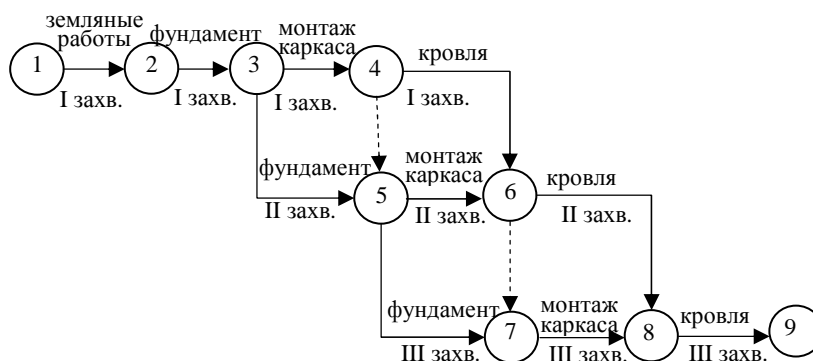 земляные
работы
фундамент
монтаж
каркаса
кровля
1
2
3
4
I захв.
I захв.
I захв.
I захв.
фундамент
монтаж
каркаса
кровля
5
6
II захв.
II захв.
II захв.
фундамент
монтаж
каркаса
кровля
7
8
9
III захв.
III захв.
III захв.